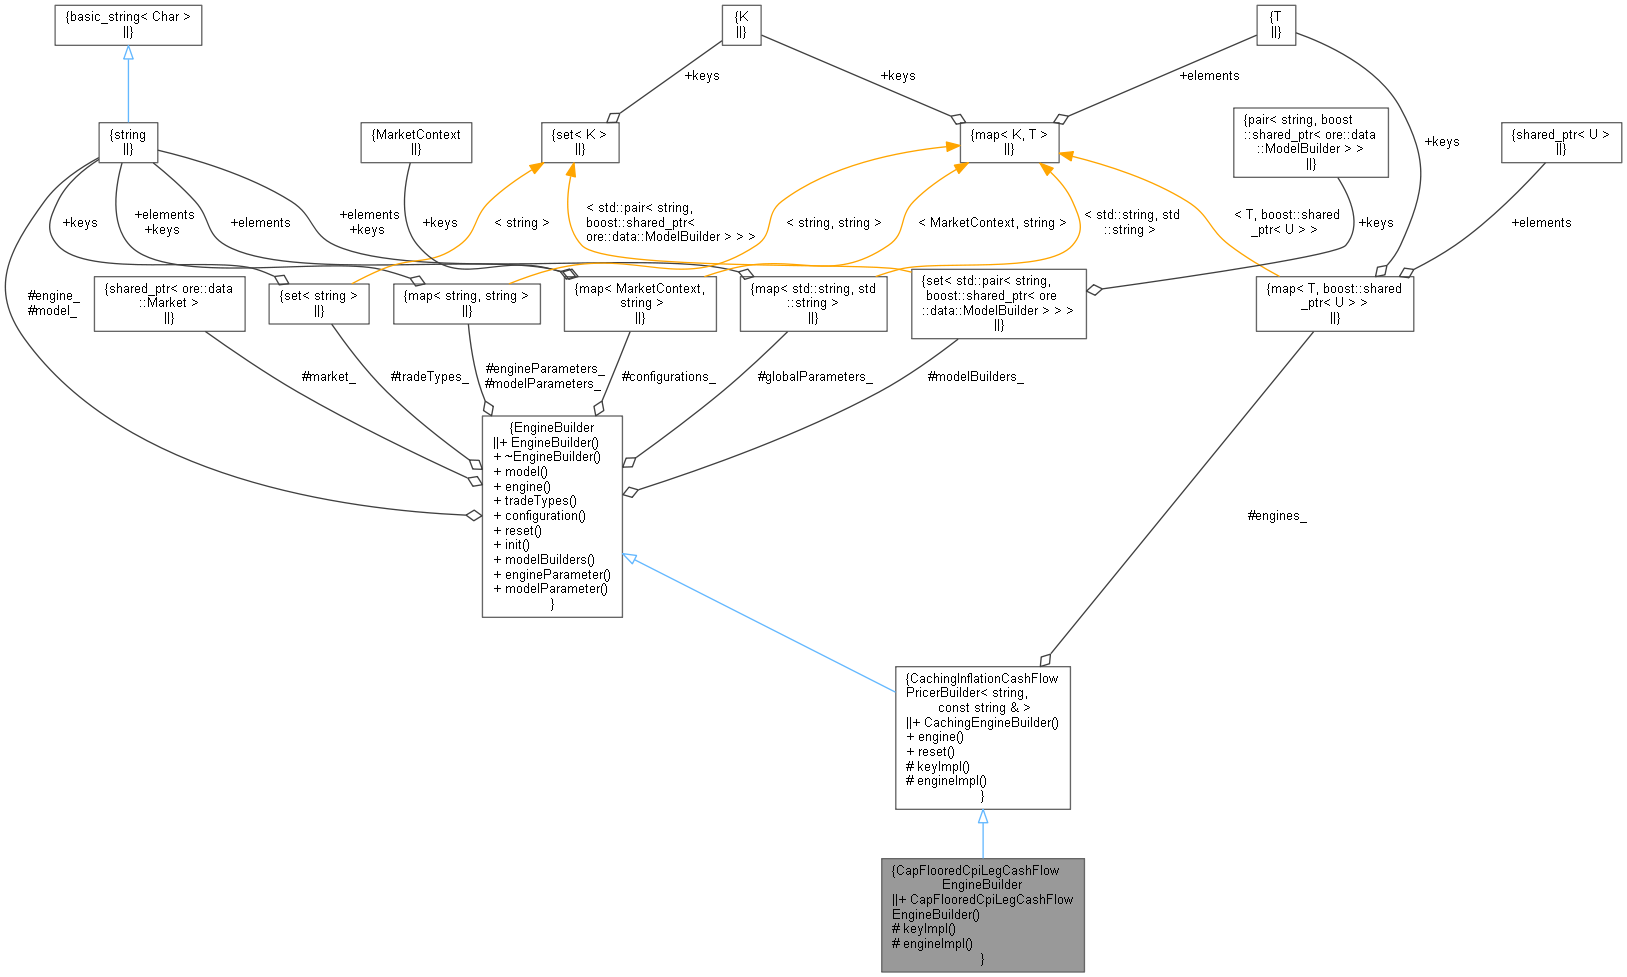 {basic_string< Char >
||}
{K
||}
{T
||}
+keys
+keys
+elements
{string
||}
{MarketContext
||}
{set< K >
||}
{map< K, T >
||}
{pair< string, boost
::shared_ptr< ore::data
::ModelBuilder > >
||}
+keys
{shared_ptr< U >
||}
+keys
+elements
+keys
+elements
+elements
+keys
+keys
< string >
< std::pair< string,
boost::shared_ptr<
ore::data::ModelBuilder > > >
< string, string >
< MarketContext, string >
< std::string, std
::string >
< T, boost::shared
_ptr< U > >
+keys
+elements
#engine_
#model_
{shared_ptr< ore::data
::Market >
||}
{set< string >
||}
{map< string, string >
||}
{map< MarketContext,
string >
||}
{map< std::string, std
::string >
||}
{set< std::pair< string,
boost::shared_ptr< ore
::data::ModelBuilder > > >
||}
{map< T, boost::shared
_ptr< U > >
||}
#market_
#tradeTypes_
#engineParameters_
#modelParameters_
#configurations_
#globalParameters_
#modelBuilders_
{EngineBuilder
||+ EngineBuilder()
+ ~EngineBuilder()
+ model()
+ engine()
+ tradeTypes()
+ configuration()
+ reset()
+ init()
+ modelBuilders()
+ engineParameter()
+ modelParameter()
}
#engines_
{CachingInflationCashFlow
PricerBuilder< string,
const string & >
||+ CachingEngineBuilder()
+ engine()
+ reset()
# keyImpl()
# engineImpl()
}
{CapFlooredCpiLegCashFlow
EngineBuilder
||+ CapFlooredCpiLegCashFlow
EngineBuilder()
# keyImpl()
# engineImpl()
}